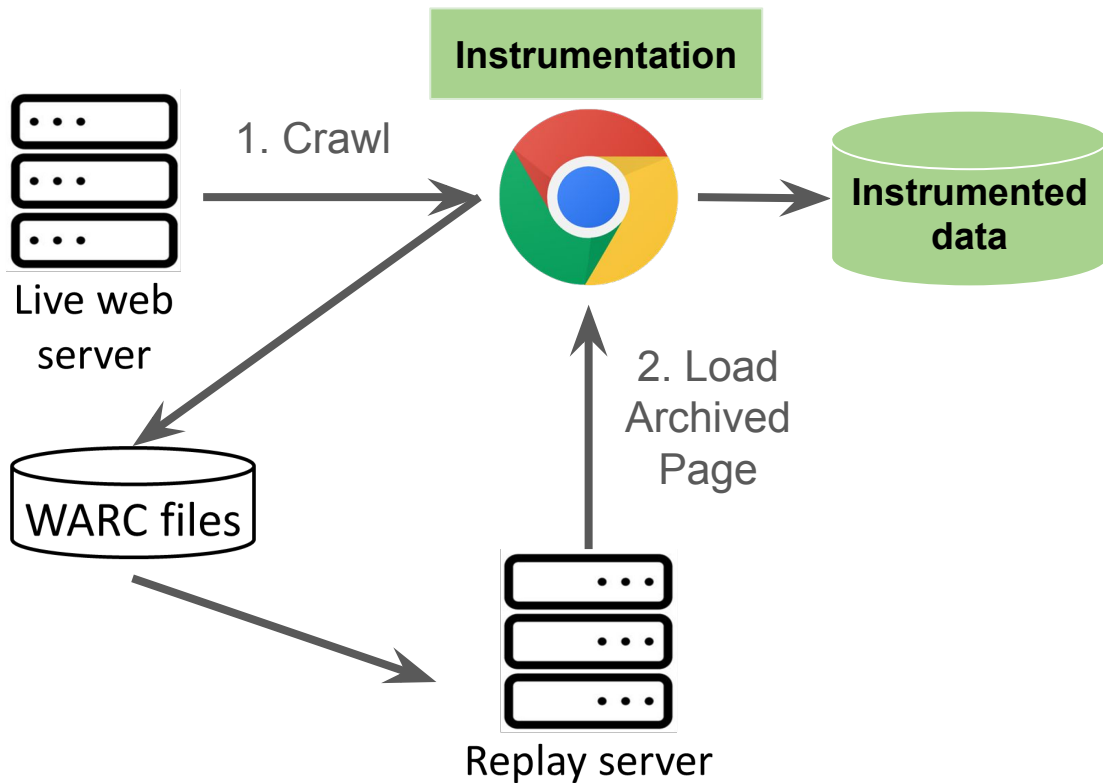 Instrumentation
1. Crawl
Instrumented
data
Live web
server
2. Load
Archived
Page
WARC files
Replay server